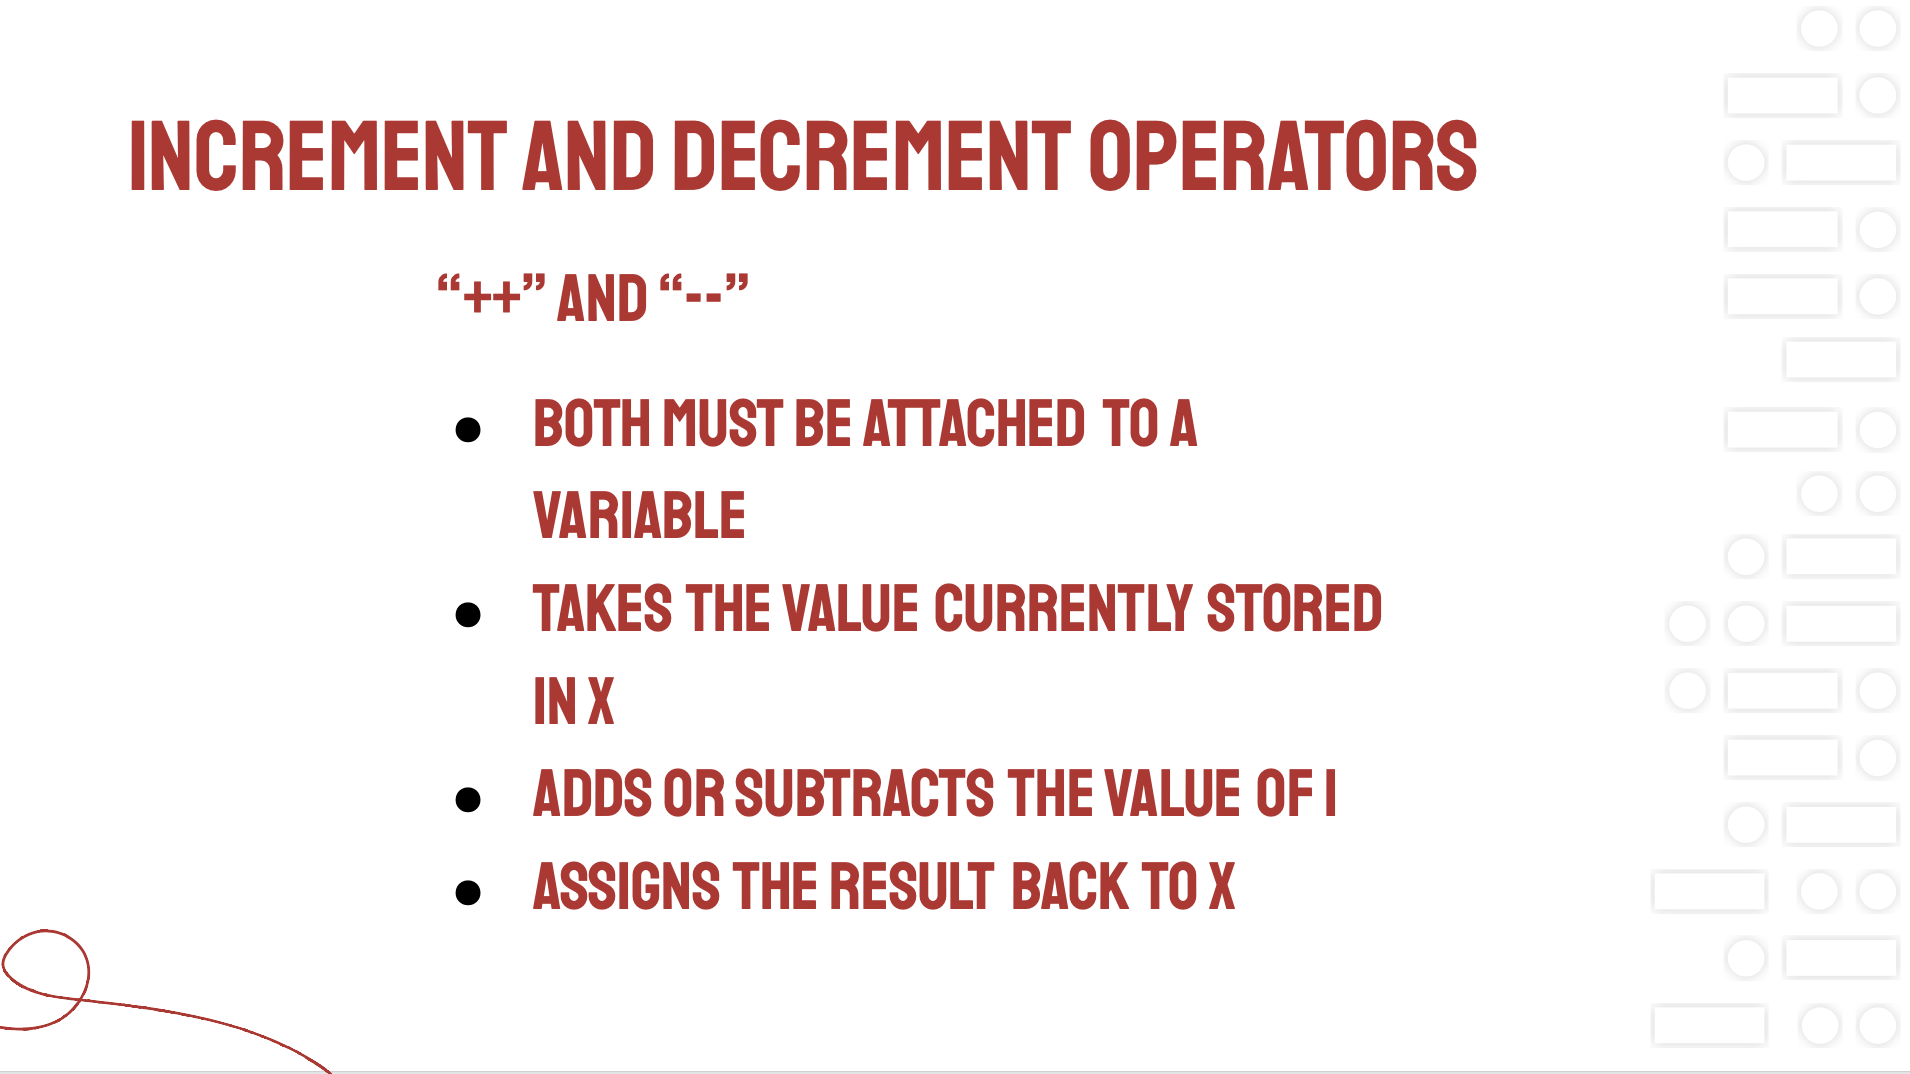 INCREMENT AND DECREMENT OPERATORS
“++” AND “--”
● BOTH MUST BE ATTACHED TO A
VARIABLE
● TAKES THE VALUE CURRENTLY STORED
IN X
● ADDS OR SUBTRACTS THE VALUE OF 1
● ASSIGNS THE RESULT BACK TO X